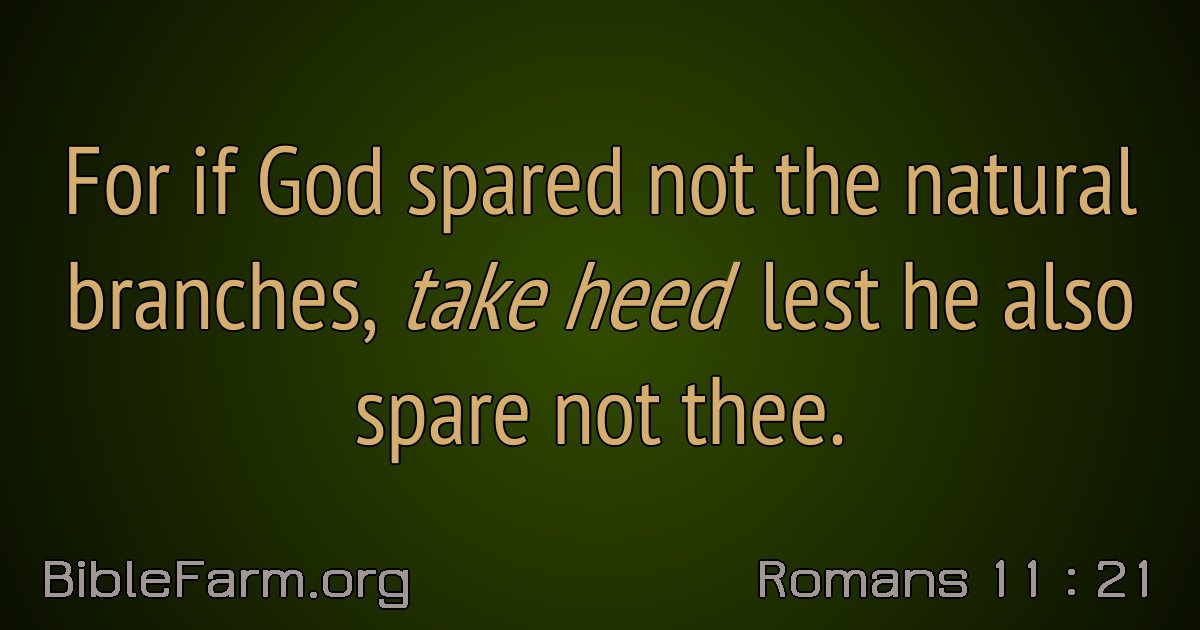 For if God spared not the natural
branches, take heed lest he also
spare not thee.
BibleFarm.org
Romans 11 : 21